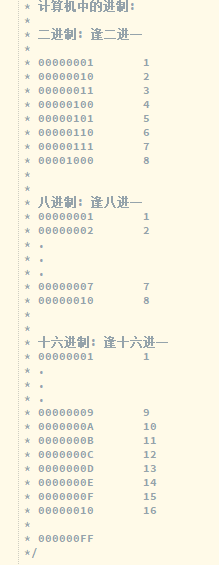 * 计算机中的进制:
*
* 二进制: 逢二进一
*
* 00000001 1
* 00000010 2
* 00000011 3
* 00000100 4
* 00000101 5
* 00000110 6
* 00000111 7
* 00001000 8
*
*
* 八进制: 逢八进一
* 00000001 1
* 00000002 2
* .
* .
* .
* 00000007 7
* 00000010 8
*
*
* 十六进制: 逢十六进一
* 00000001 1
* .
* .
* .
* 00000009 9
* 0000000A 10
* 0000000B 11
* 0000000C 12
* 0000000D 13
* 0000000E 14
* 0000000F 15
* 00000010 16
*
* 000000FF
*/